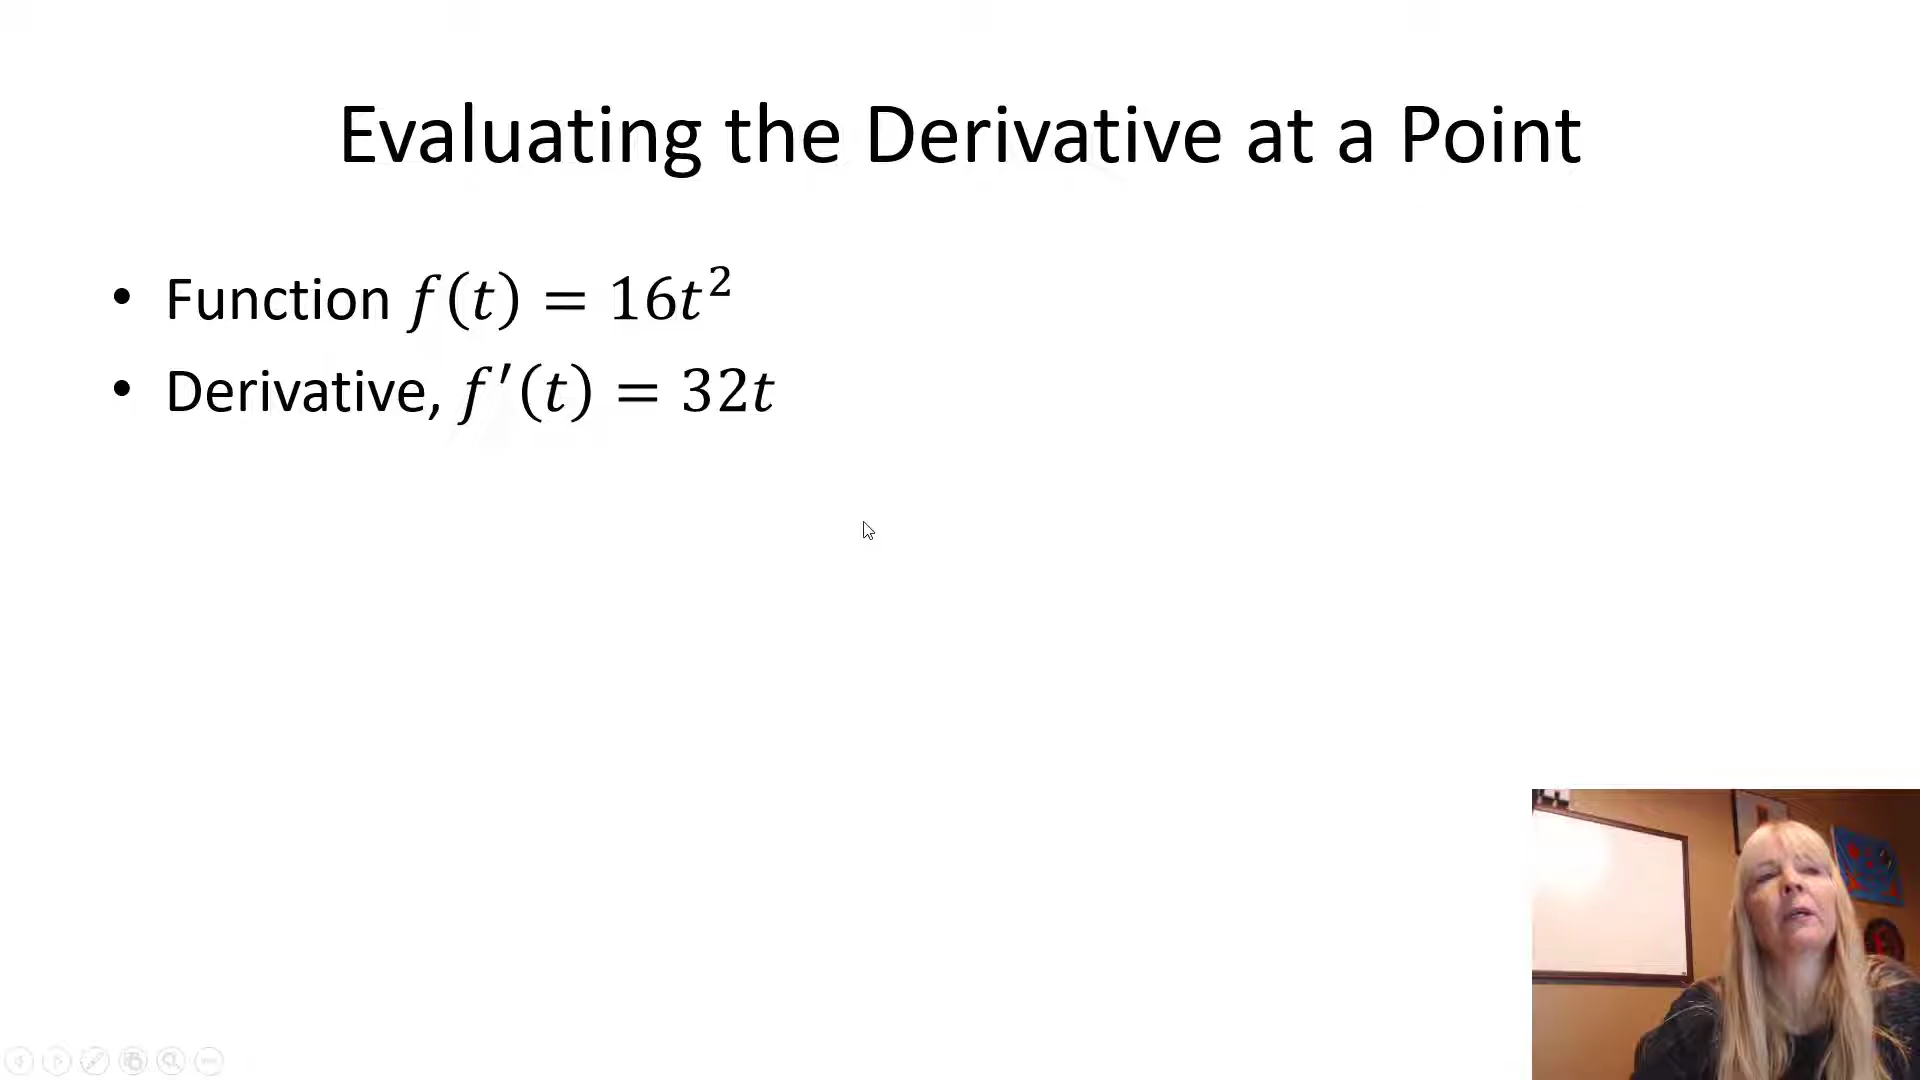 Evaluating the Derivative at a Point
• Function f(t) = 16t²
• Derivative, f′(t) = 32t